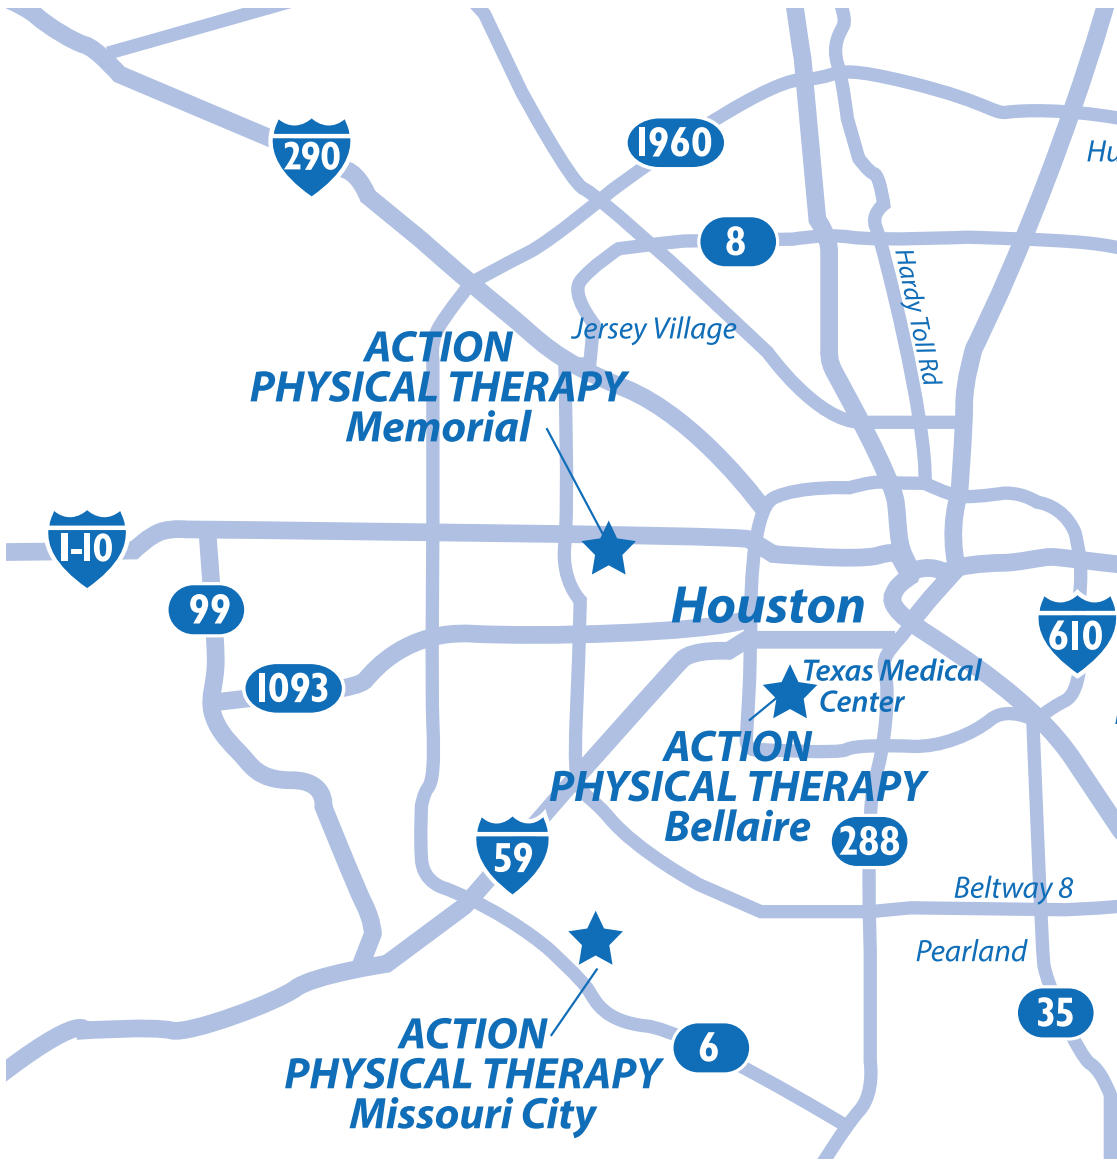 1960
290
Hu
8
Hardy Toll Rd
Jersey Village
ACTION
PHYSICAL THERAPY
Memorial
I-10
99
Houston
610
1093
Texas Medical
Center
ACTION
PHYSICAL THERAPY
Bellaire
288
59
Beltway 8
Pearland
35
ACTION
PHYSICAL THERAPY
Missouri City
6